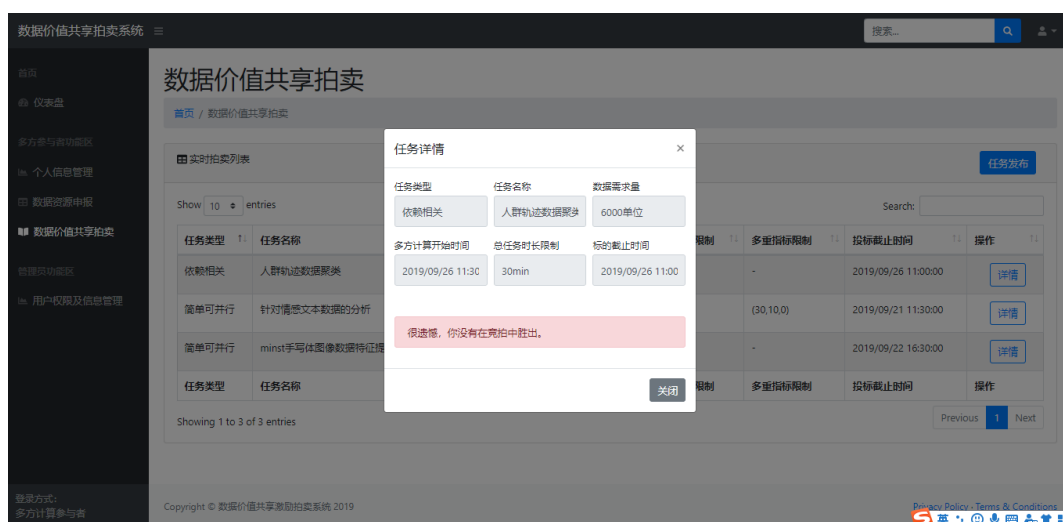 数据价值共享拍卖系统
搜索...
首页
仪表盘
多方参与者功能区
个人信息管理
数据资源申报
数据价值共享拍卖
管理员功能区
用户权限及信息管理
登录方式:
多方计算参与者
数据价值共享拍卖
首页 / 数据价值共享拍卖
实时拍卖列表
任务发布
Show 10 entries
Search:
任务类型 任务名称 限制 多重指标限制 投标截止时间 操作
依赖相关 人群轨迹数据聚类 - 2019/09/26 11:00:00 详情
简单可并行 针对情感文本数据的分析 (30,10,0) 2019/09/21 11:30:00 详情
简单可并行 minst手写体图像数据特征提 - 2019/09/22 16:30:00 详情
任务类型 任务名称 限制 多重指标限制 投标截止时间 操作
Showing 1 to 3 of 3 entries
Previous 1 Next
任务详情 ×
任务类型 任务名称 数据需求量
依赖相关 人群轨迹数据聚类 6000单位
多方计算开始时间 总任务时长限制 标的截止时间
2019/09/26 11:30 30min 2019/09/26 11:00
很遗憾，你没有在竞拍中胜出。
关闭
Copyright © 数据价值共享激励拍卖系统 2019
Privacy Policy · Terms & Conditions
英